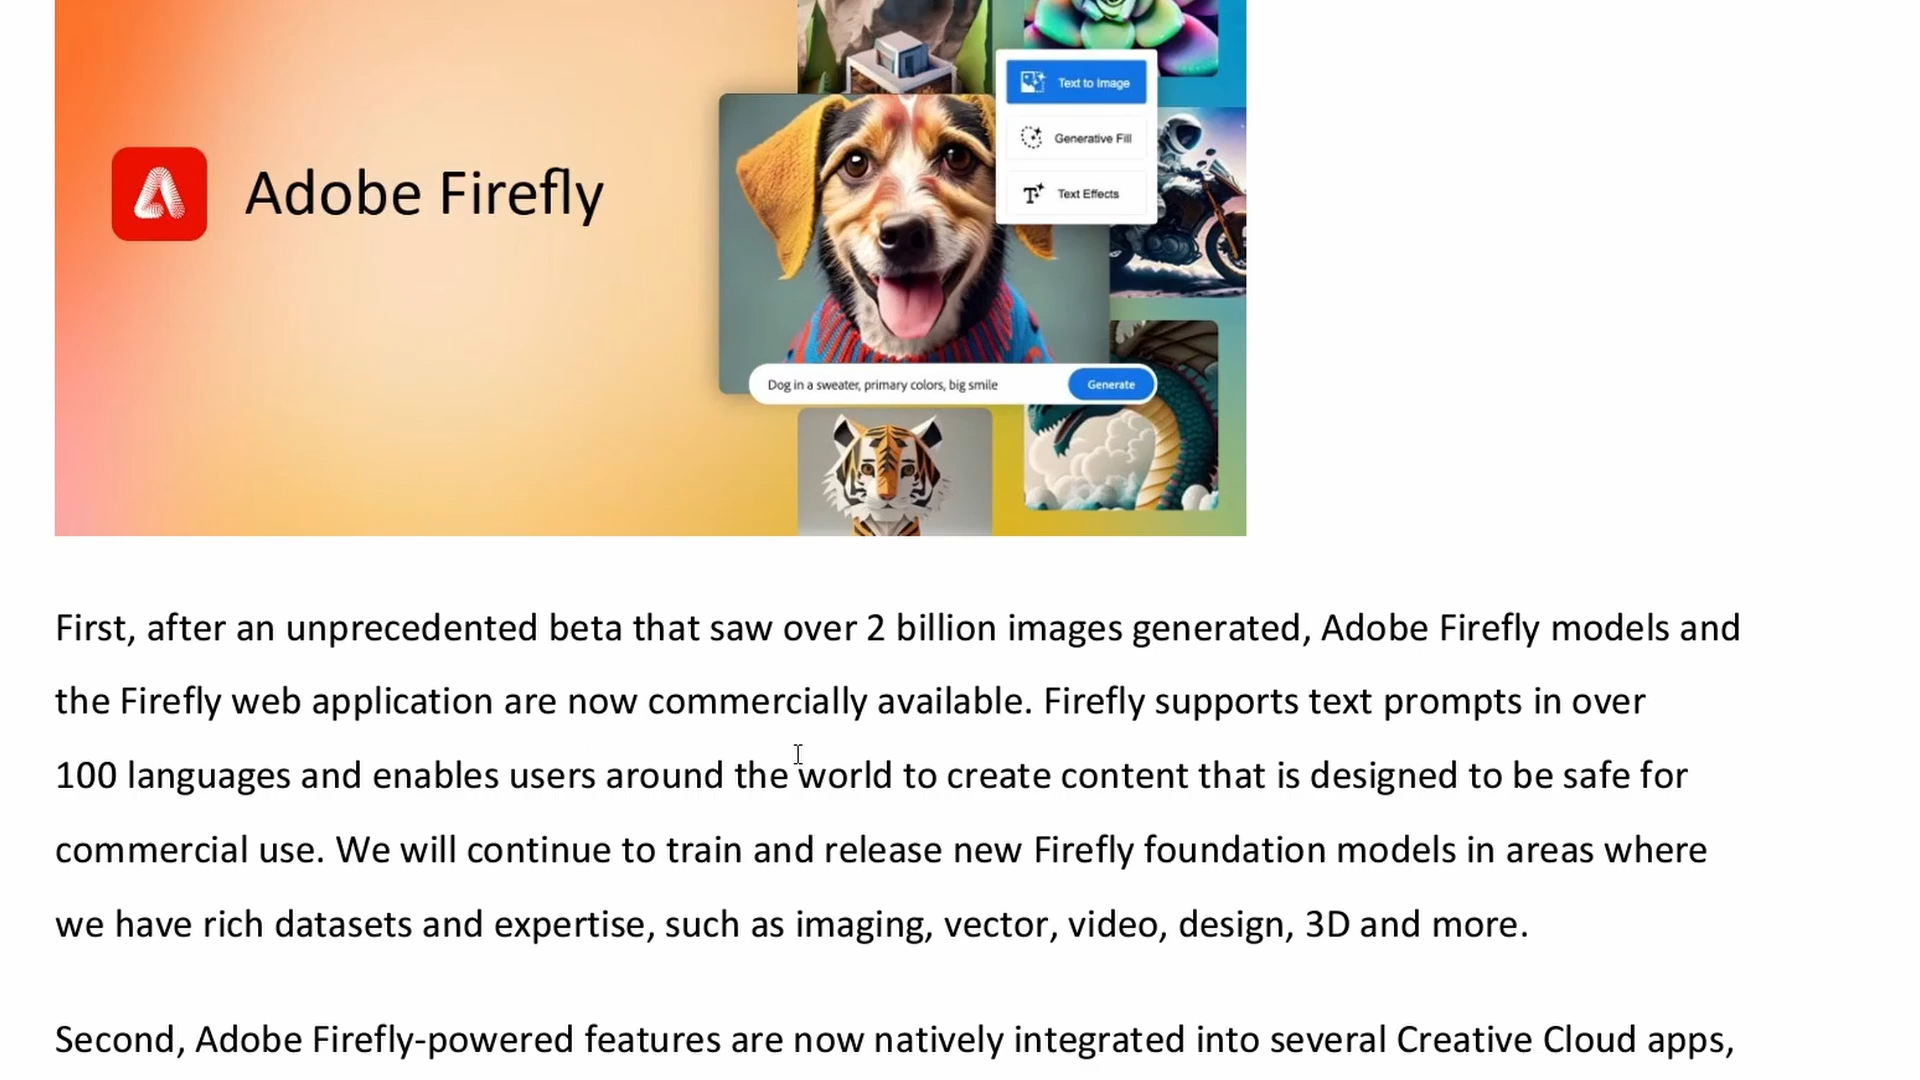 Adobe Firefly
Text to Image
Generative Fill
Text Effects
Dog in a sweater, primary colors, big smile
Generate
First, after an unprecedented beta that saw over 2 billion images generated, Adobe Firefly models and
the Firefly web application are now commercially available. Firefly supports text prompts in over
100 languages and enables users around the world to create content that is designed to be safe for
commercial use. We will continue to train and release new Firefly foundation models in areas where
we have rich datasets and expertise, such as imaging, vector, video, design, 3D and more.
Second, Adobe Firefly-powered features are now natively integrated into several Creative Cloud apps,